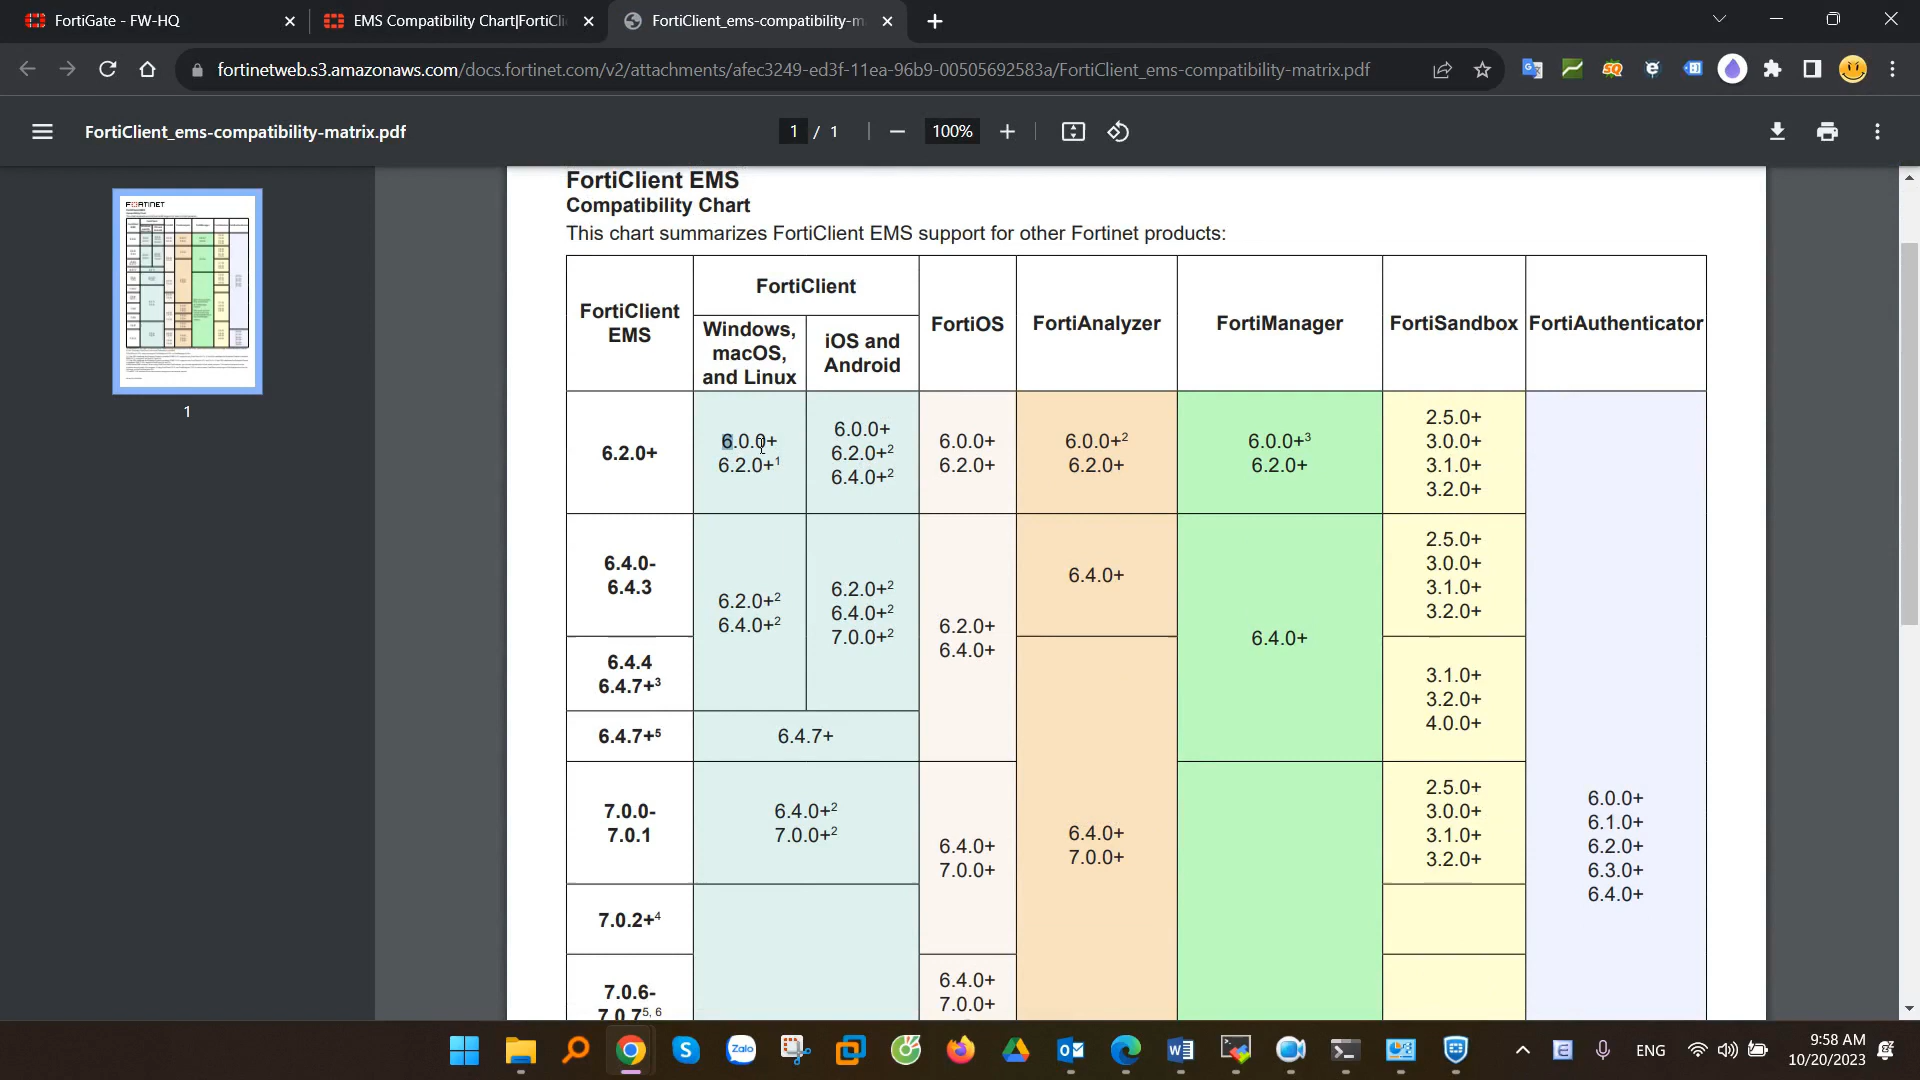 FortiGate - FW-HQ
EMS Compatibility Chart|FortiCli
FortiClient_ems-compatibility-m
fortinetweb.s3.amazonaws.com/docs.fortinet.com/v2/attachments/afec3249-ed3f-11ea-96b9-00505692583a/FortiClient_ems-compatibility-matrix.pdf
FortiClient_ems-compatibility-matrix.pdf
1 / 1
100%
1
FortiClient EMS
Compatibility Chart
This chart summarizes FortiClient EMS support for other Fortinet products:
FortiClient
EMS
FortiClient
Windows,
macOS,
and Linux
iOS and
Android
FortiOS
FortiAnalyzer
FortiManager
FortiSandbox
FortiAuthenticator
6.2.0+
6.0.0+
6.2.0+1
6.0.0+
6.2.0+2
6.4.0+2
6.0.0+
6.2.0+
6.0.0+2
6.2.0+
6.0.0+3
6.2.0+
2.5.0+
3.0.0+
3.1.0+
3.2.0+
6.4.0-
6.4.3
6.2.0+2
6.4.0+2
6.2.0+2
6.4.0+2
7.0.0+2
6.2.0+
6.4.0+
6.4.0+
6.4.0+
2.5.0+
3.0.0+
3.1.0+
3.2.0+
6.4.4
6.4.7+3
3.1.0+
3.2.0+
4.0.0+
6.4.7+5
6.4.7+
7.0.0-
7.0.1
6.4.0+2
7.0.0+2
6.4.0+
7.0.0+
6.4.0+
7.0.0+
2.5.0+
3.0.0+
3.1.0+
3.2.0+
6.0.0+
6.1.0+
6.2.0+
6.3.0+
6.4.0+
7.0.2+4
7.0.6-
7.0.75, 6
6.4.0+
7.0.0+
Zalo
ENG
9:58 AM
10/20/2023